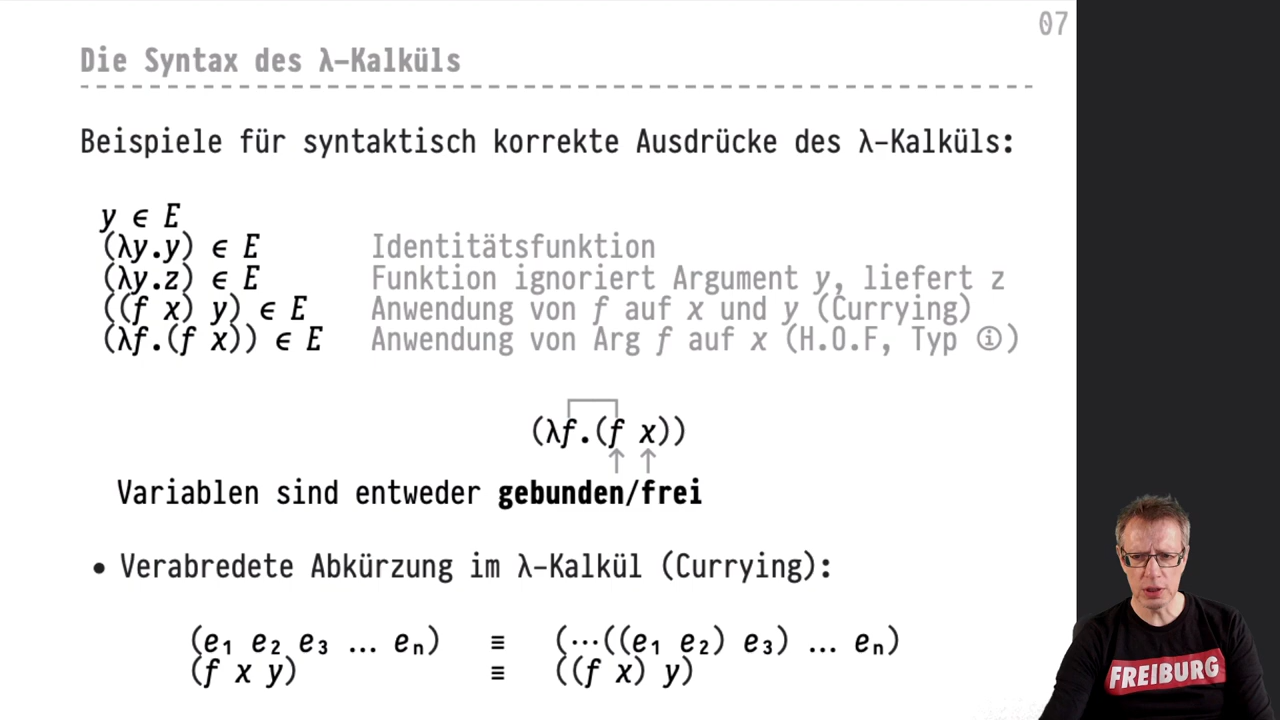 07
Die Syntax des λ-Kalküls
Beispiele für syntaktisch korrekte Ausdrücke des λ-Kalküls:
y ∈ E
(λy.y) ∈ E Identitätsfunktion
(λy.z) ∈ E Funktion ignoriert Argument y, liefert z
((f x) y) ∈ E Anwendung von f auf x und y (Currying)
(λf.(f x)) ∈ E Anwendung von Arg f auf x (H.O.F, Typ ⓘ)
(λf.(f x))
↑ ↑
Variablen sind entweder gebunden/frei
• Verabredete Abkürzung im λ-Kalkül (Currying):
(e₁ e₂ e₃ … eₙ) ≡ (⋯((e₁ e₂) e₃) … eₙ)
(f x y) ≡ ((f x) y)
FREIBURG